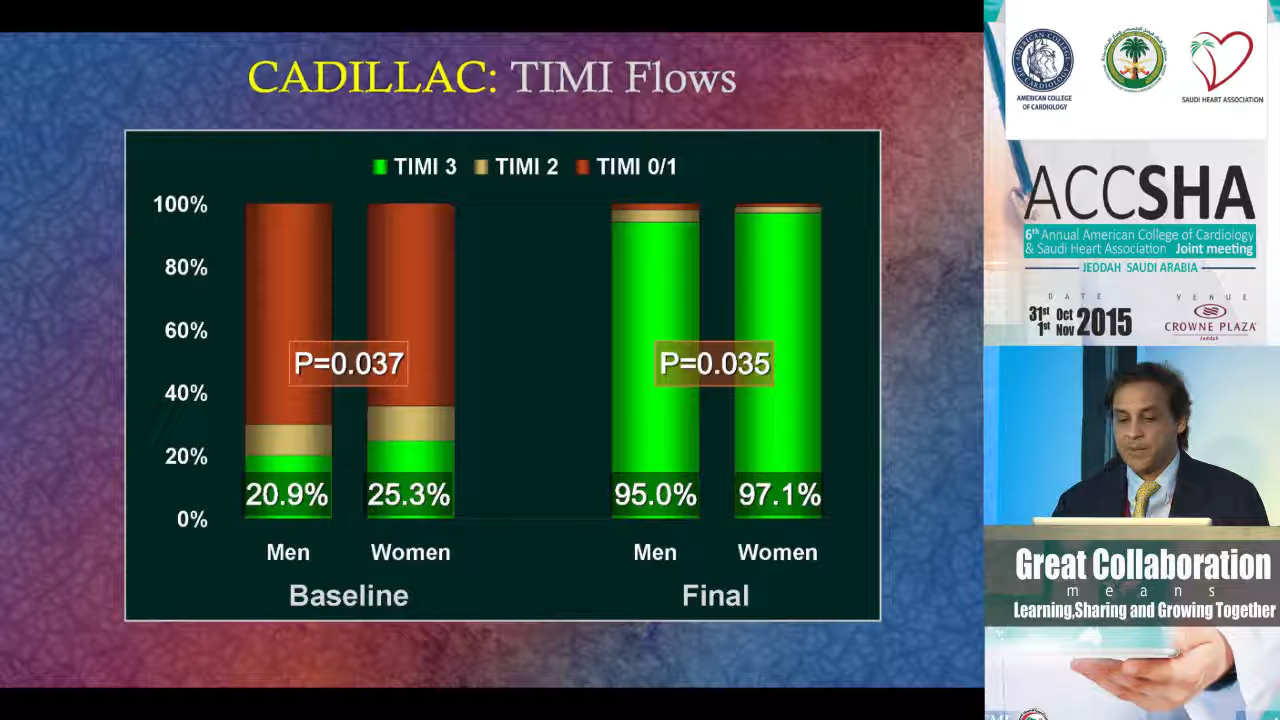 CADILLAC: TIMI Flows
TIMI 3 TIMI 2 TIMI 0/1
100%
80%
60%
40%
20%
0%
P=0.037
P=0.035
20.9%
25.3%
95.0%
97.1%
Men
Women
Men
Women
Baseline
Final
AMERICAN COLLEGE
OF CARDIOLOGY
SAUDI HEART ASSOCIATION
ACCSHA
6th Annual American College of Cardiology
& Saudi Heart Association Joint meeting
JEDDAH SAUDI ARABIA
DATE
31st Oct
1st Nov 2015
VENUE
CROWNE PLAZA
Jeddah
Great Collaboration
means
Learning,Sharing and Growing Together